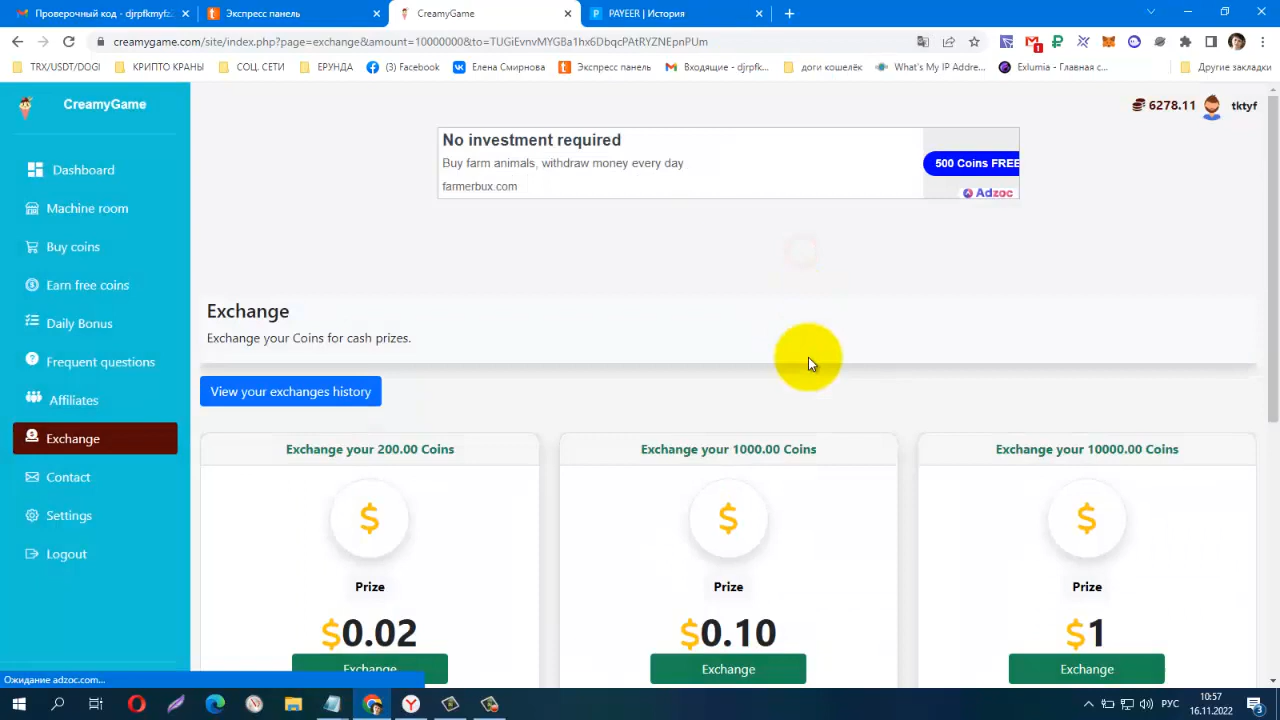 Проверочный код - djrpfkmyfz
Экспресс панель
CreamyGame
PAYEER | История
creamygame.com/site/index.php?page=exchange&amount=10000000&to=TUGiEvnvMYGBa1hx6DbqcPAtRYZNEpnPUm
TRX/USDT/DOGI
КРИПТО КРАНЫ
СОЦ. СЕТИ
ЕРУНДА
(3) Facebook
Елена Смирнова
Экспресс панель
Входящие - djrpfk...
доги кошелёк
What's My IP Addre...
Exlumia - Главная с...
Другие закладки
CreamyGame
6278.11
tktyf
No investment required
Buy farm animals, withdraw money every day
500 Coins FREE
farmerbux.com
Adzoc
Dashboard
Machine room
Buy coins
Earn free coins
Daily Bonus
Frequent questions
Affiliates
Exchange
Contact
Settings
Logout
Exchange
Exchange your Coins for cash prizes.
View your exchanges history
Exchange your 200.00 Coins
Exchange your 1000.00 Coins
Exchange your 10000.00 Coins
$
$
$
Prize
Prize
Prize
$0.02
$0.10
$1
Exchange
Exchange
Exchange
Ожидание adzoc.com...
РУС
10:57
16.11.2022
3